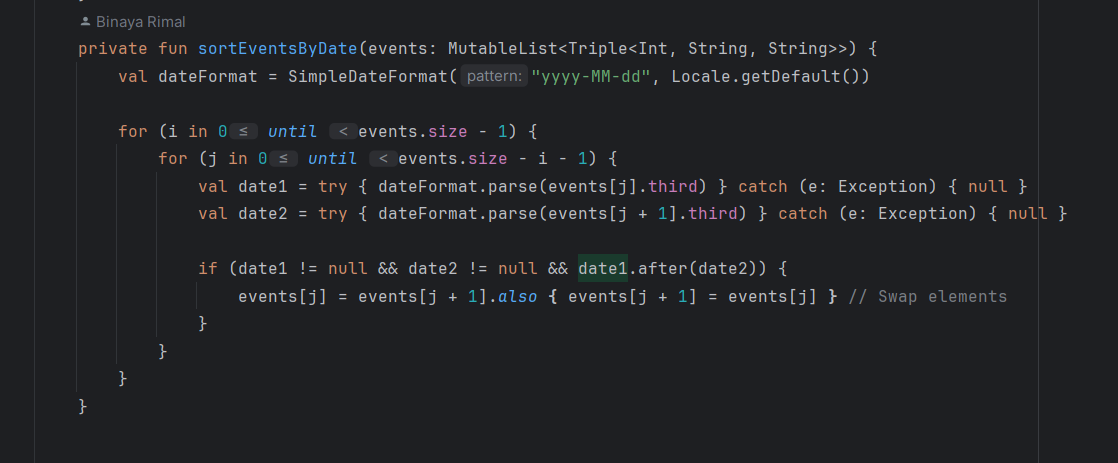 Binaya Rimal
private fun sortEventsByDate(events: MutableList<Triple<Int, String, String>>) {
val dateFormat = SimpleDateFormat( pattern: "yyyy-MM-dd", Locale.getDefault())
for (i in 0 ≤ until < events.size - 1) {
for (j in 0 ≤ until < events.size - i - 1) {
val date1 = try { dateFormat.parse(events[j].third) } catch (e: Exception) { null }
val date2 = try { dateFormat.parse(events[j + 1].third) } catch (e: Exception) { null }
if (date1 != null && date2 != null && date1.after(date2)) {
events[j] = events[j + 1].also { events[j + 1] = events[j] } // Swap elements
}
}
}
}